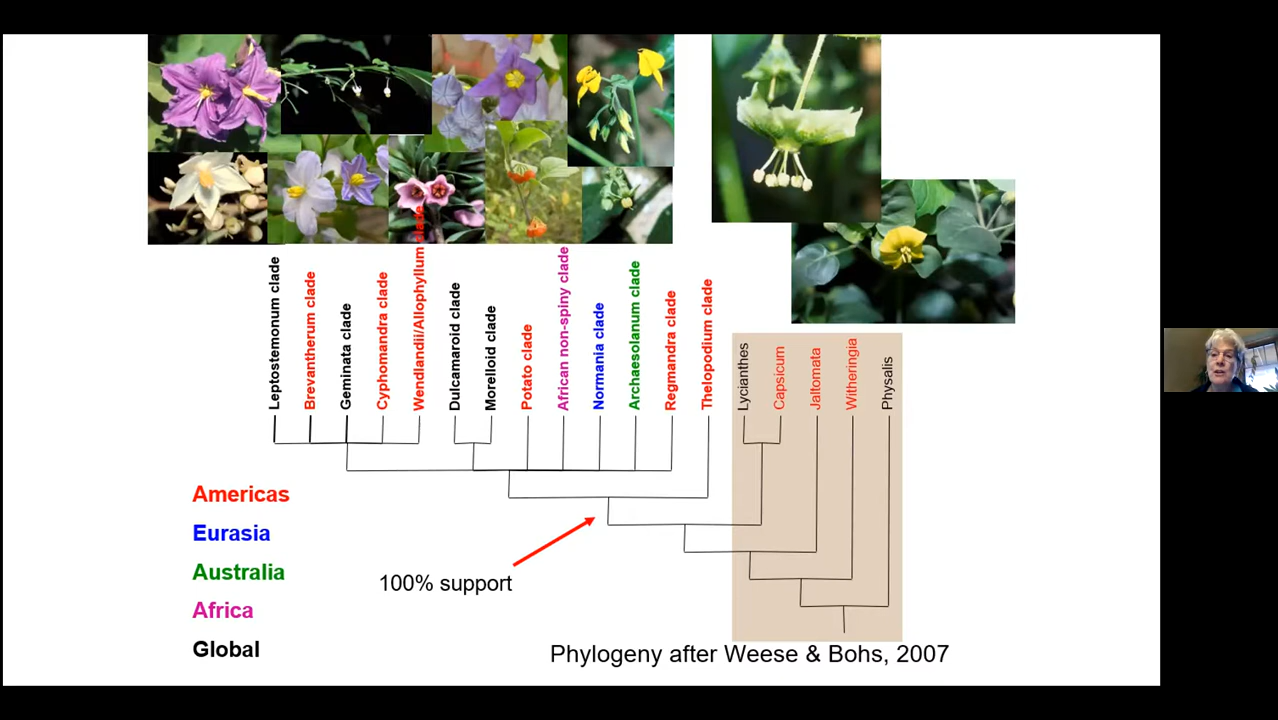 Leptostemonum clade
Brevantherum clade
Geminata clade
Cyphomandra clade
Wendlandii/Allophyllum clade
Dulcamaroid clade
Morelloid clade
Potato clade
African non-spiny clade
Normania clade
Archaesolanum clade
Regmandra clade
Thelopodium clade
Lycianthes
Capsicum
Jaltomata
Witheringia
Physalis
Americas
Eurasia
Australia
Africa
Global
100% support
Phylogeny after Weese & Bohs, 2007